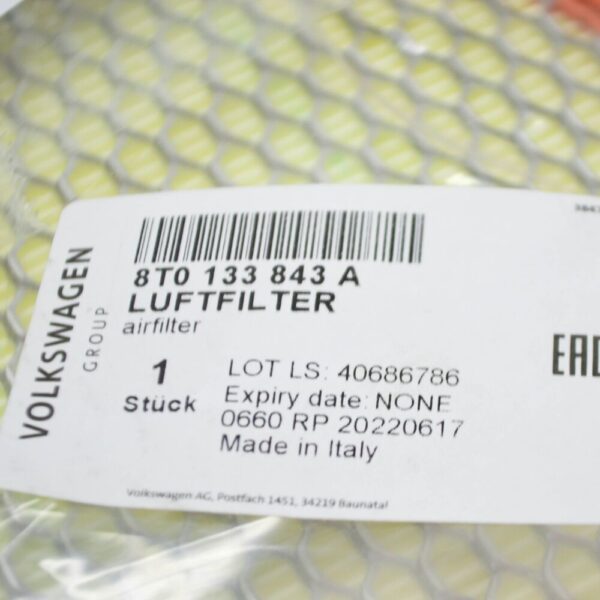 VOLKSWAGEN
GROUP
8T0 133 843 A
LUFTFILTER
airfilter
1
Stück
LOT LS: 40686786
Expiry date: NONE
0660 RP 20220617
Made in Italy
Volkswagen AG, Postfach 1451, 34219 Baunatal